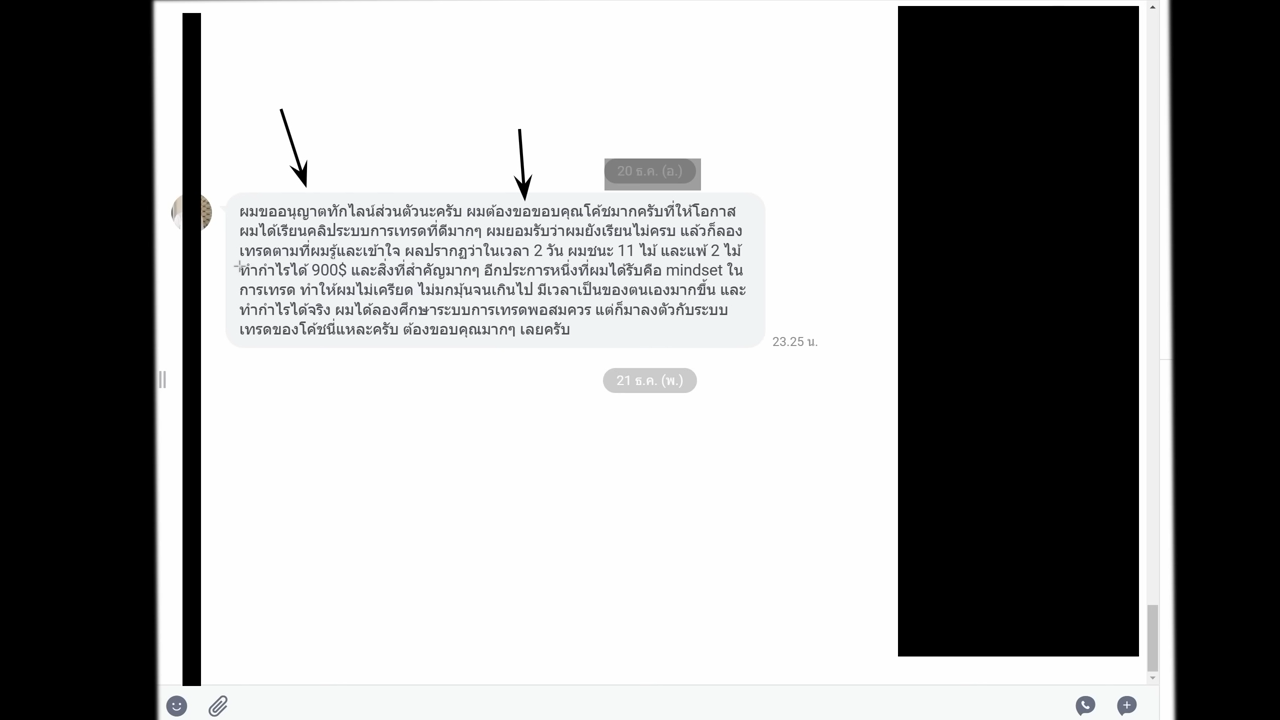 20 ธ.ค. (อ.)
ผมขออนุญาตทักไลน์ส่วนตัวนะครับ ผมต้องขอขอบคุณโค้ชมากครับที่ให้โอกาส
ผมได้เรียนคลิประบบการเทรดที่ดีมากๆ ผมยอมรับว่าผมยังเรียนไม่ครบ แล้วก็ลอง
เทรดตามที่ผมรู้และเข้าใจ ผลปรากฏว่าในเวลา 2 วัน ผมชนะ 11 ไม้ และแพ้ 2 ไม้
ทำกำไรได้ 900$ และสิ่งที่สำคัญมากๆ อีกประการหนึ่งที่ผมได้รับคือ mindset ใน
การเทรด ทำให้ผมไม่เครียด ไม่มกมุ้นจนเกินไป มีเวลาเป็นของตนเองมากขึ้น และ
ทำกำไรได้จริง ผมได้ลองศึกษาระบบการเทรดพอสมควร แต่ก็มาลงตัวกับระบบ
เทรดของโค้ชนี่แหละครับ ต้องขอบคุณมากๆ เลยครับ
23.25 น.
21 ธ.ค. (พ.)